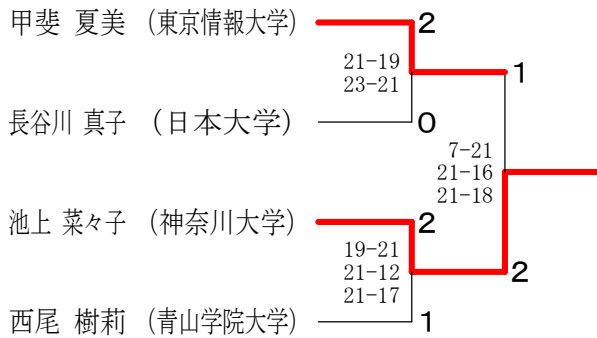 甲斐 夏美 (東京情報大学) 2
21-19
23-21
1
長谷川 真子 (日本大学) 0
7-21
21-16
21-18
池上 菜々子 (神奈川大学) 2
19-21
21-12
21-17
2
西尾 樹莉 (青山学院大学) 1